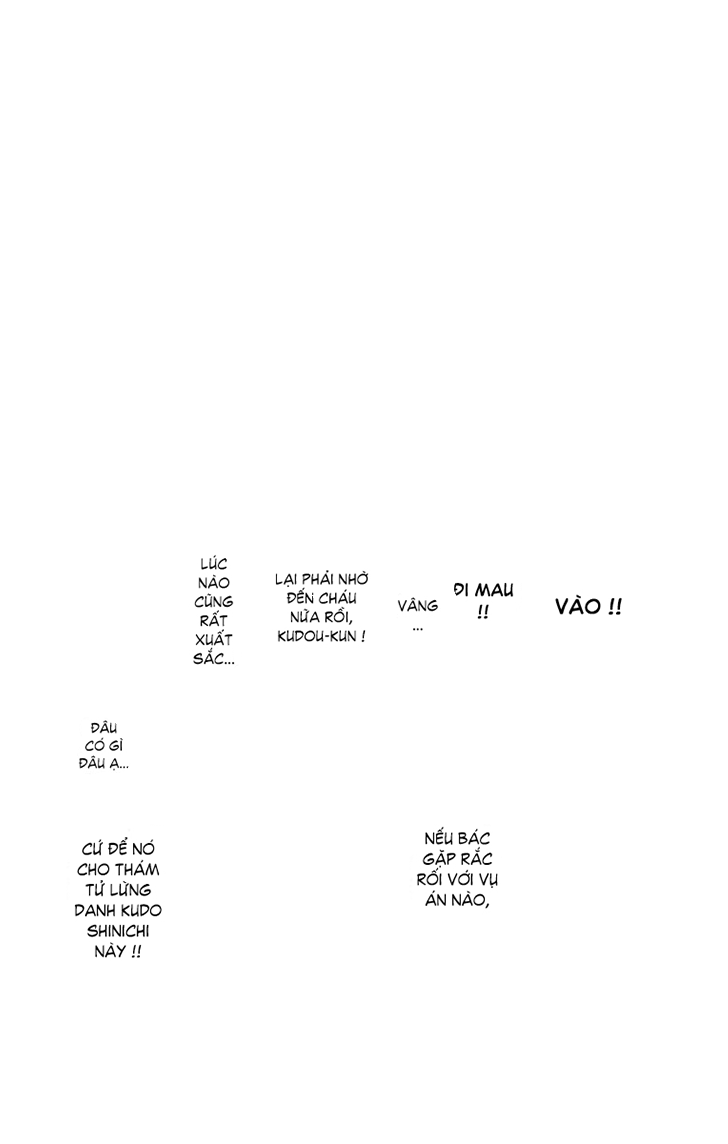 VÀO !!
ĐI MAU
!!
VÂNG
...
LẠI PHẢI NHỜ
ĐẾN CHÁU
NỮA RỒI,
KUDOU-KUN !
LÚC
NÀO
CŨNG
RẤT
XUẤT
SẮC...
ĐÂU
CÓ GÌ
ĐÂU Ạ...
NẾU BÁC
GẶP RẮC
RỐI VỚI VỤ
ÁN NÀO,
CỨ ĐỂ NÓ
CHO THÁM
TỬ LỪNG
DANH KUDO
SHINICHI
NÀY !!